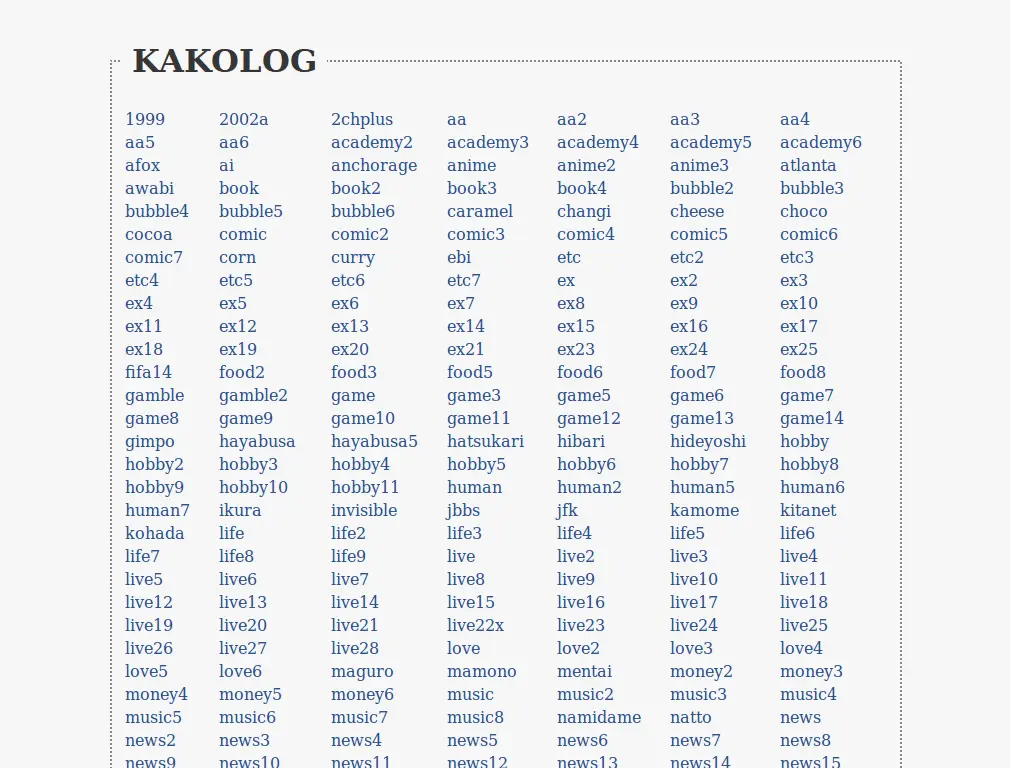 KAKOLOG
1999 2002a 2chplus aa aa2 aa3 aa4
aa5 aa6 academy2 academy3 academy4 academy5 academy6
afox ai anchorage anime anime2 anime3 atlanta
awabi book book2 book3 book4 bubble2 bubble3
bubble4 bubble5 bubble6 caramel changi cheese choco
cocoa comic comic2 comic3 comic4 comic5 comic6
comic7 corn curry ebi etc etc2 etc3
etc4 etc5 etc6 etc7 ex ex2 ex3
ex4 ex5 ex6 ex7 ex8 ex9 ex10
ex11 ex12 ex13 ex14 ex15 ex16 ex17
ex18 ex19 ex20 ex21 ex23 ex24 ex25
fifa14 food2 food3 food5 food6 food7 food8
gamble gamble2 game game3 game5 game6 game7
game8 game9 game10 game11 game12 game13 game14
gimpo hayabusa hayabusa5 hatsukari hibari hideyoshi hobby
hobby2 hobby3 hobby4 hobby5 hobby6 hobby7 hobby8
hobby9 hobby10 hobby11 human human2 human5 human6
human7 ikura invisible jbbs jfk kamome kitanet
kohada life life2 life3 life4 life5 life6
life7 life8 life9 live live2 live3 live4
live5 live6 live7 live8 live9 live10 live11
live12 live13 live14 live15 live16 live17 live18
live19 live20 live21 live22x live23 live24 live25
live26 live27 live28 love love2 love3 love4
love5 love6 maguro mamono mentai money2 money3
money4 money5 money6 music music2 music3 music4
music5 music6 music7 music8 namidame natto news
news2 news3 news4 news5 news6 news7 news8
news9 news10 news11 news12 news13 news14 news15